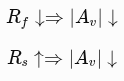 R_f ↓⇒ |A_v| ↓
R_s ↑⇒ |A_v| ↓